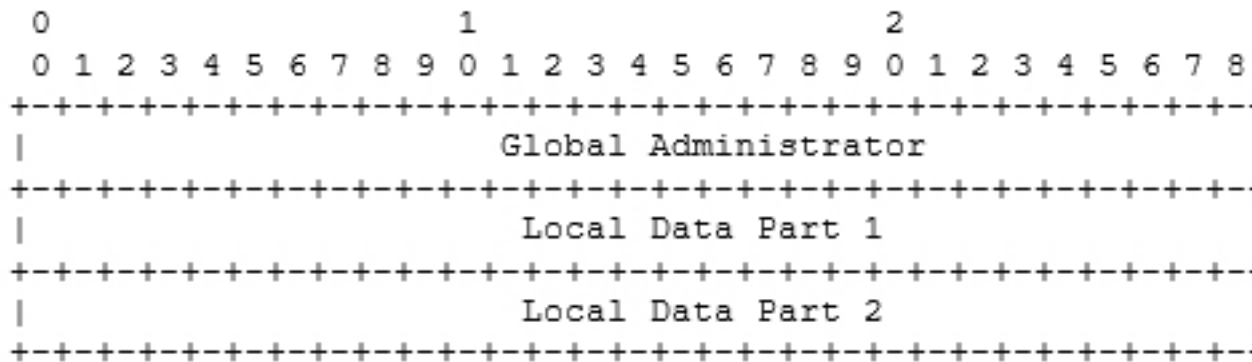 0                   1                   2
0 1 2 3 4 5 6 7 8 9 0 1 2 3 4 5 6 7 8 9 0 1 2 3 4 5 6 7 8
+-+-+-+-+-+-+-+-+-+-+-+-+-+-+-+-+-+-+-+-+-+-+-+-+-+-+-+-+-
|                      Global Administrator
+-+-+-+-+-+-+-+-+-+-+-+-+-+-+-+-+-+-+-+-+-+-+-+-+-+-+-+-+-
|                       Local Data Part 1
+-+-+-+-+-+-+-+-+-+-+-+-+-+-+-+-+-+-+-+-+-+-+-+-+-+-+-+-+-
|                       Local Data Part 2
+-+-+-+-+-+-+-+-+-+-+-+-+-+-+-+-+-+-+-+-+-+-+-+-+-+-+-+-+-